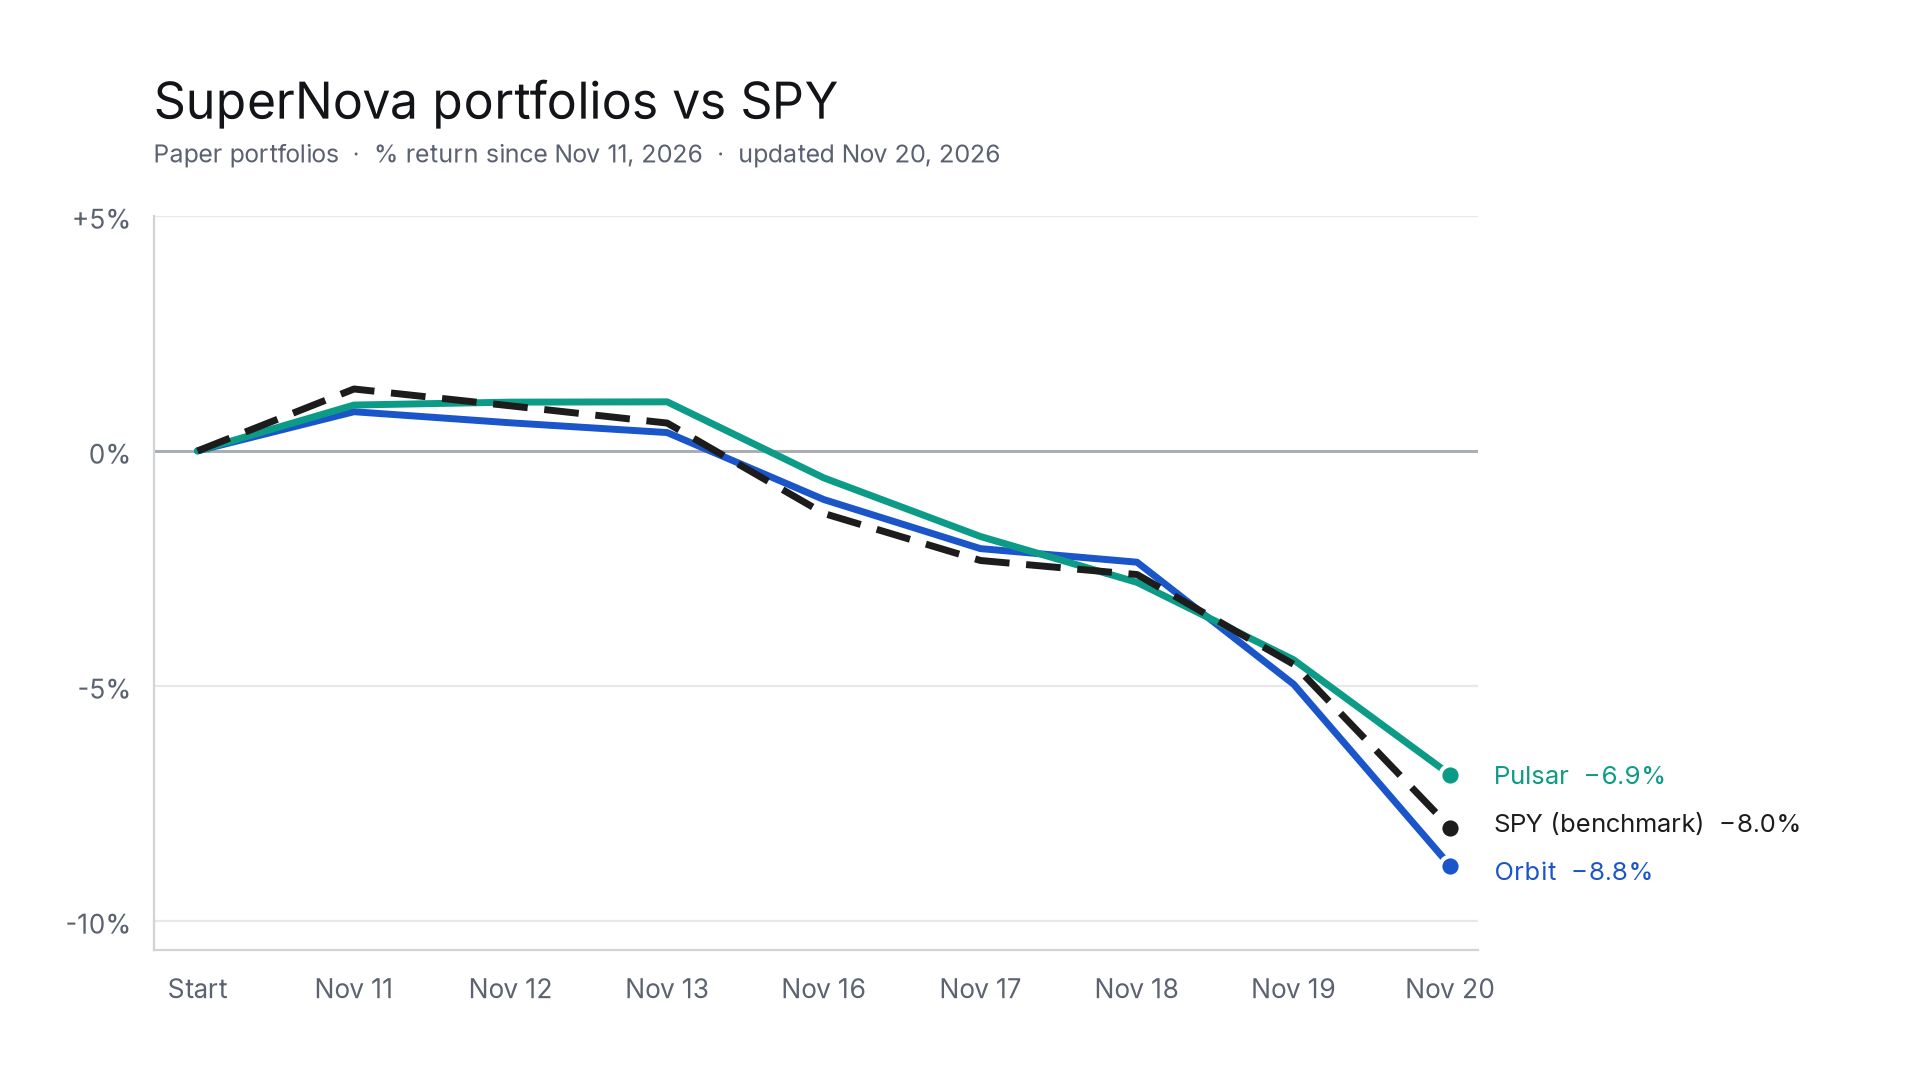 SuperNova portfolios vs SPY
Paper portfolios · % return since Nov 11, 2026 · updated Nov 20, 2026
+5%
0%
-5%
-10%
Pulsar −6.9%
SPY (benchmark) −8.0%
Orbit −8.8%
Start Nov 11 Nov 12 Nov 13 Nov 16 Nov 17 Nov 18 Nov 19 Nov 20